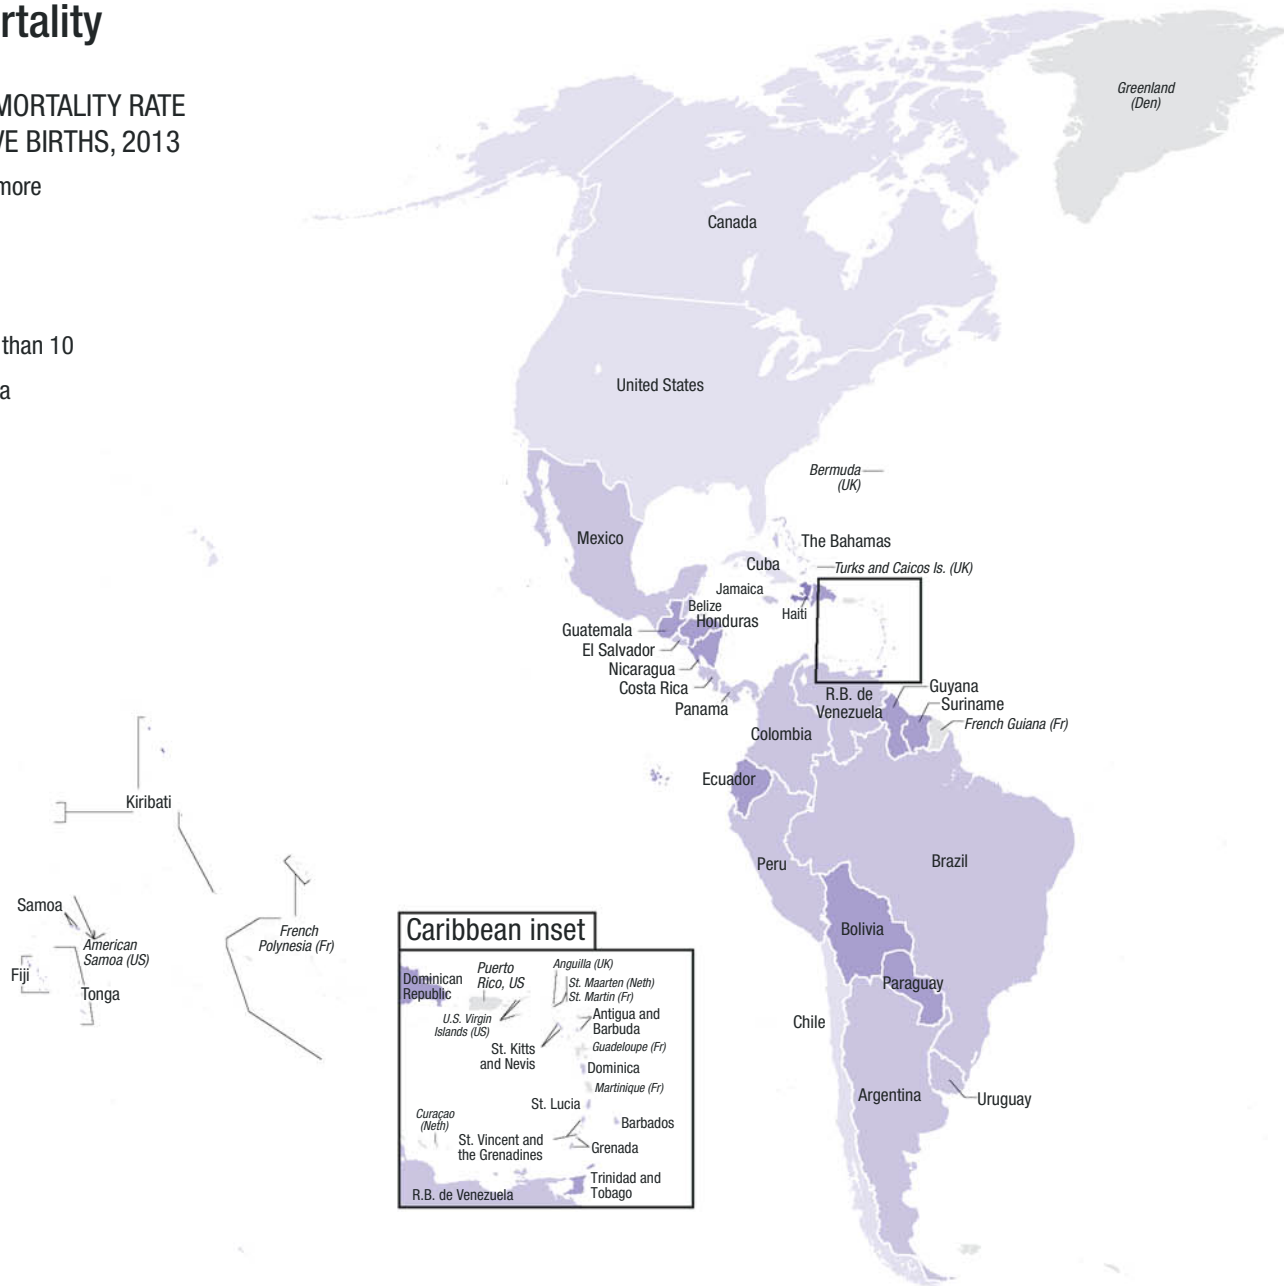 rtality
MORTALITY RATE
VE BIRTHS, 2013
more
than 10
a
Greenland
(Den)
Canada
United States
Bermuda
(UK)
Mexico
The Bahamas
Cuba
Turks and Caicos Is. (UK)
Jamaica
Haiti
Belize
Honduras
Guatemala
El Salvador
Nicaragua
Costa Rica
Panama
R.B. de
Venezuela
Guyana
Suriname
French Guiana (Fr)
Colombia
Ecuador
Peru
Brazil
Bolivia
Paraguay
Chile
Argentina
Uruguay
Kiribati
Samoa
American
Samoa (US)
Fiji
Tonga
French
Polynesia (Fr)
Caribbean inset
Dominican
Republic
Puerto
Rico, US
Anguilla (UK)
St. Maarten (Neth)
St. Martin (Fr)
U.S. Virgin
Islands (US)
Antigua and
Barbuda
St. Kitts
and Nevis
Guadeloupe (Fr)
Dominica
Martinique (Fr)
St. Lucia
Barbados
Curaçao
(Neth)
St. Vincent and
the Grenadines
Grenada
Trinidad and
Tobago
R.B. de Venezuela